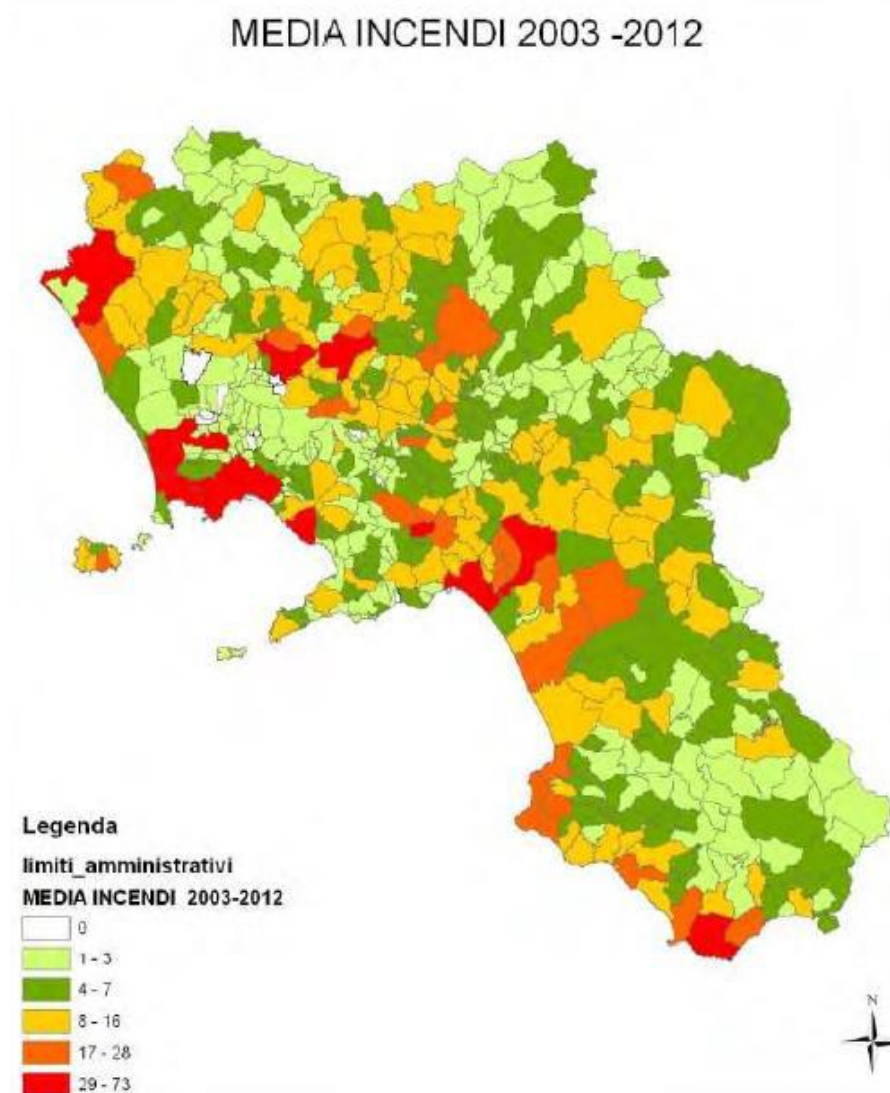 MEDIA INCENDI 2003 -2012
Legenda
limiti_amministrativi
MEDIA INCENDI 2003-2012
0
1 - 3
4 - 7
8 - 16
17 - 28
29 - 73
N